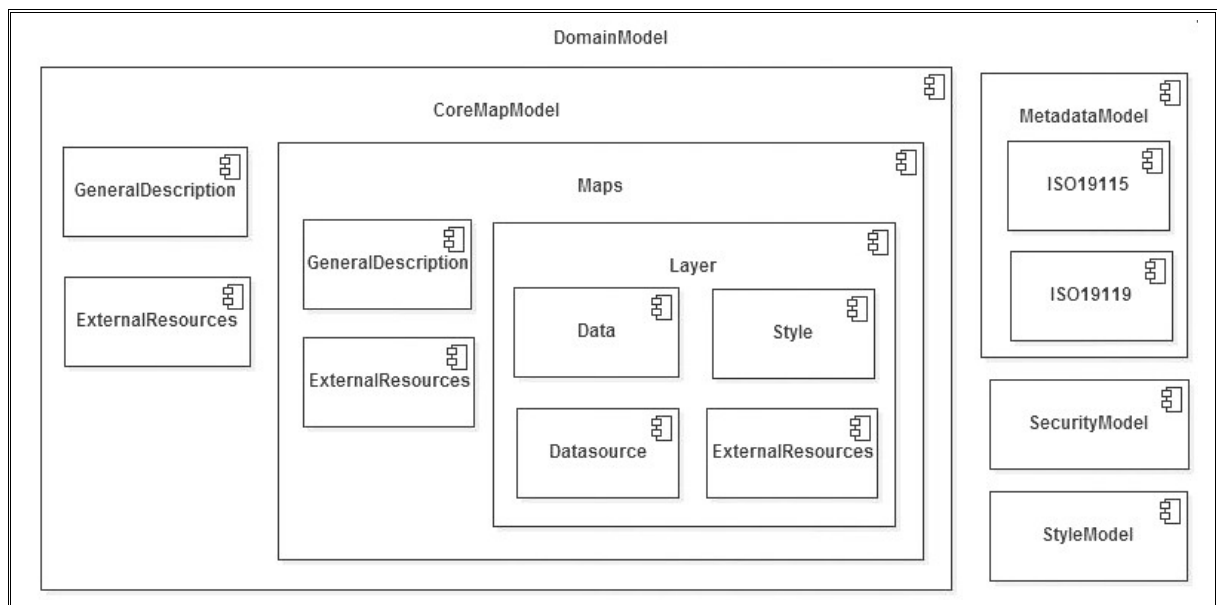 DomainModel
CoreMapModel
GeneralDescription
ExternalResources
Maps
GeneralDescription
ExternalResources
Layer
Data
Style
Datasource
ExternalResources
MetadataModel
ISO19115
ISO19119
SecurityModel
StyleModel